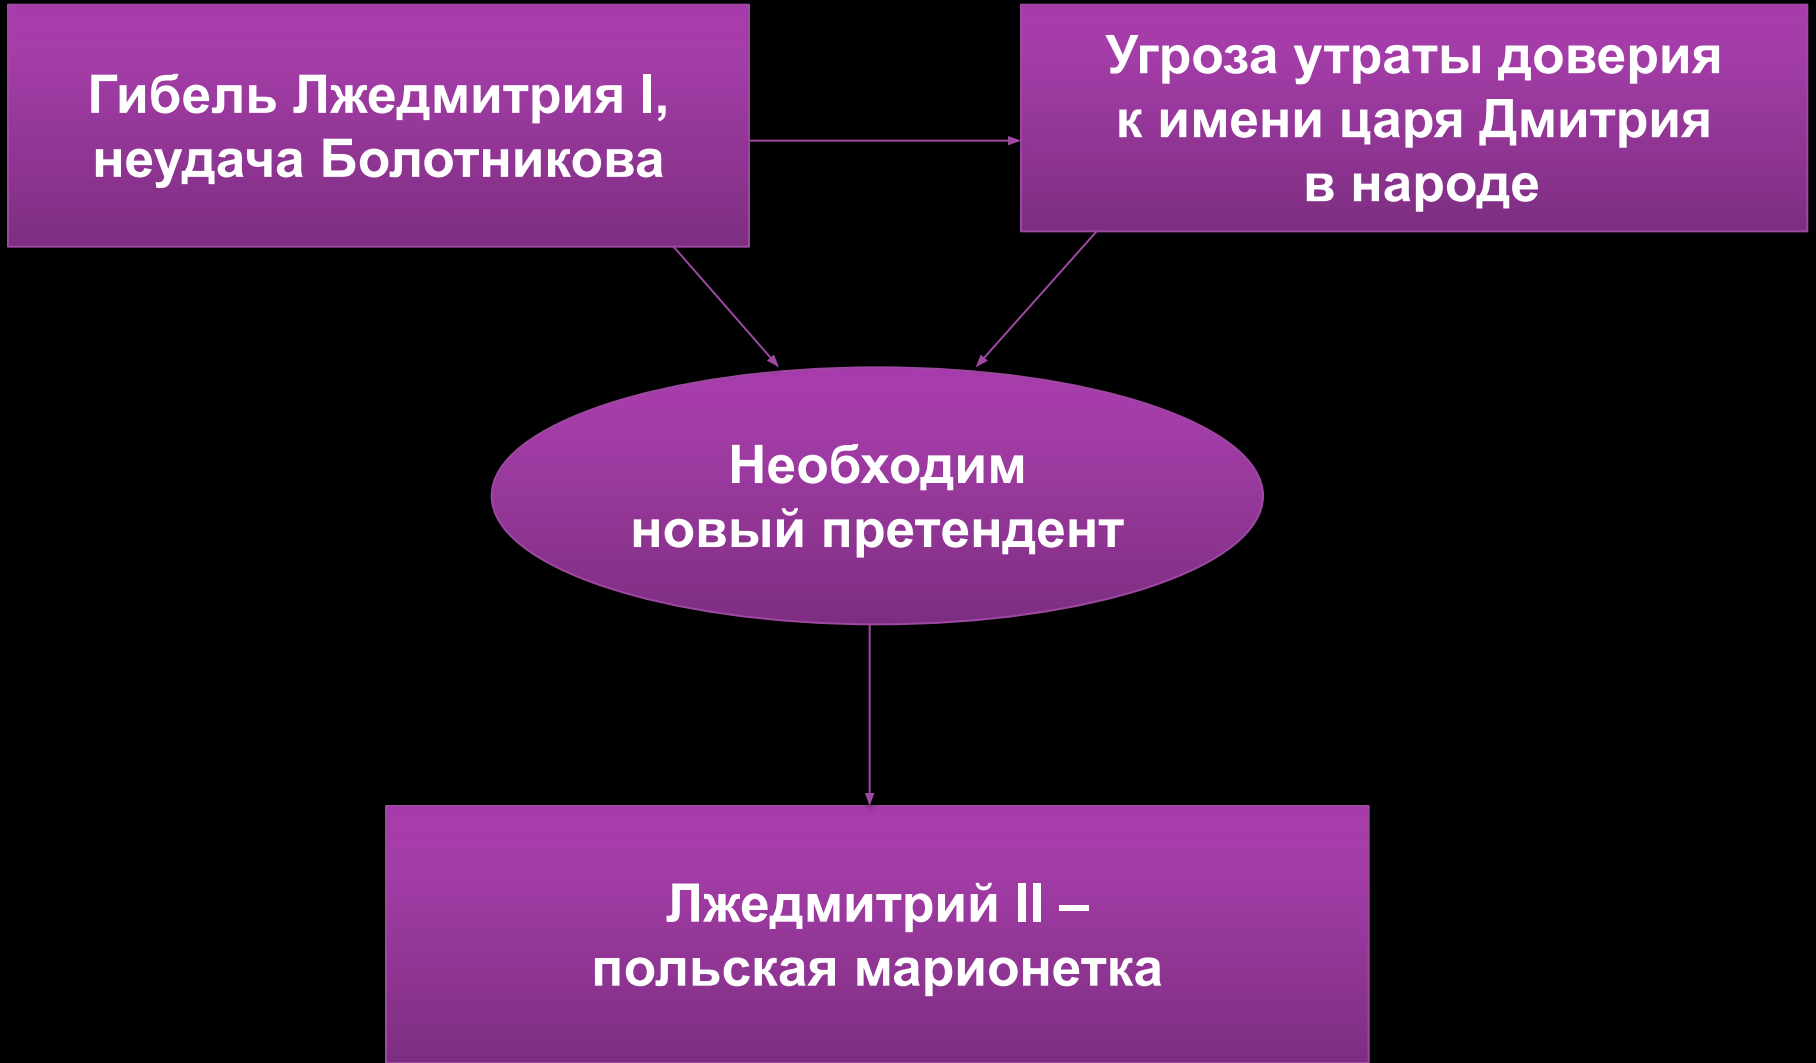 Гибель Лжедмитрия I,
неудача Болотникова
Угроза утраты доверия
к имени царя Дмитрия
в народе
Необходим
новый претендент
Лжедмитрий II –
польская марионетка